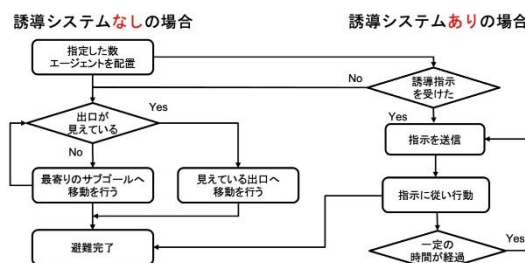 誘導システムなしの場合
誘導システムありの場合
指定した数
エージェントを配置
No
誘導指示
を受けた
出口が
見えている
Yes
Yes
指示を送信
No
最寄りのサブゴールへ
移動を行う
見えている出口へ
移動を行う
指示に従い行動
避難完了
一定の
時間が経過
Yes